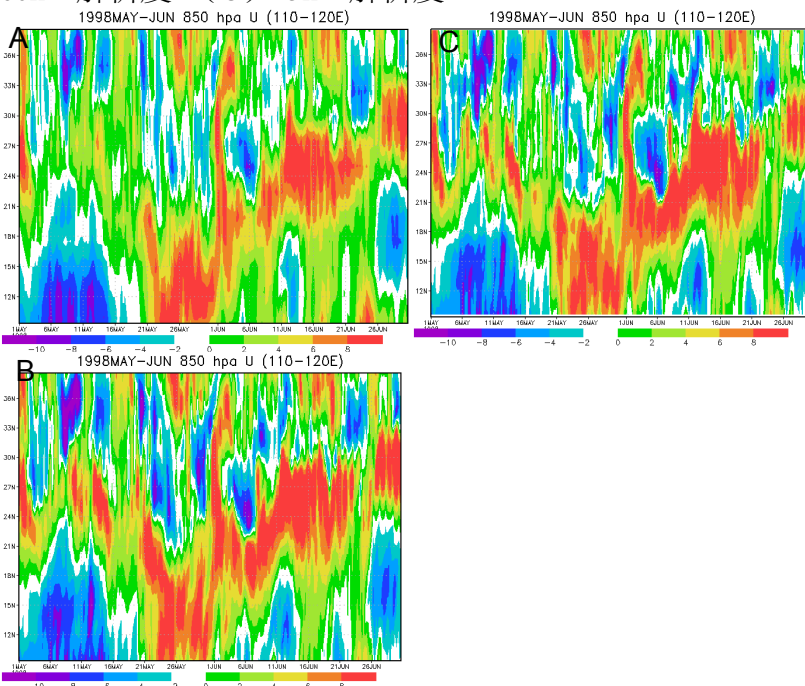 A
1998MAY-JUN 850 hpa U (110-120E)
36N
33N
30N
27N
24N
21N
18N
15N
12N
1MAY 6MAY 11MAY 16MAY 21MAY 26MAY 1JUN 6JUN 11JUN 16JUN 21JUN 26JUN
-10 -8 -6 -4 -2 0 2 4 6 8
C
1998MAY-JUN 850 hpa U (110-120E)
36N
33N
30N
27N
24N
21N
18N
15N
12N
1MAY 6MAY 11MAY 16MAY 21MAY 26MAY 1JUN 6JUN 11JUN 16JUN 21JUN 26JUN
-10 -8 -6 -4 -2 0 2 4 6 8
B
1998MAY-JUN 850 hpa U (110-120E)
36N
33N
30N
27N
24N
21N
18N
15N
12N
1MAY 6MAY 11MAY 16MAY 21MAY 26MAY 1JUN 6JUN 11JUN 16JUN 21JUN 26JUN